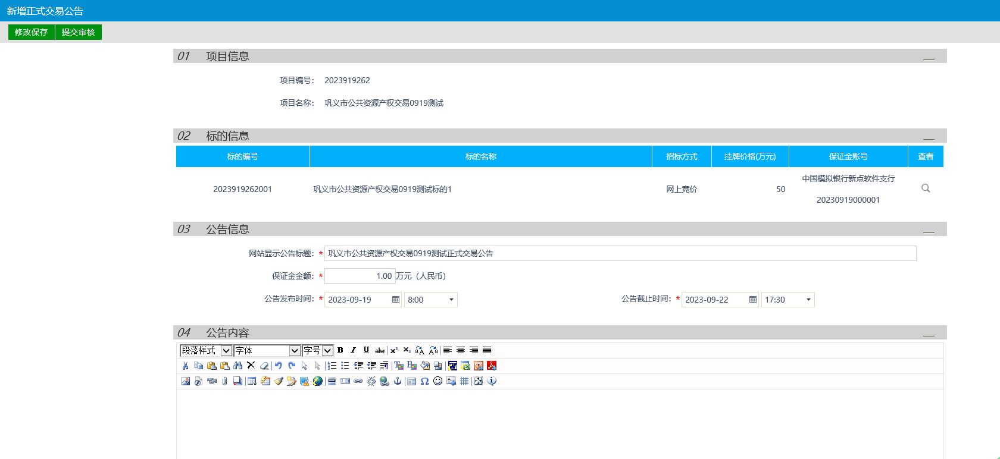 新增正式交易公告
修改保存 提交审核
01 项目信息
项目编号： 2023919262
项目名称： 巩义市公共资源产权交易0919测试
02 标的信息
标的编号 标的名称 招标方式 挂牌价格(万元) 保证金账号 查看
2023919262001 巩义市公共资源产权交易0919测试标的1 网上竞价 50 中国模拟银行新点软件支行
20230919000001
03 公告信息
网站显示公告标题：* 巩义市公共资源产权交易0919测试正式交易公告
保证金金额：* 1.00 万元（人民币）
公告发布时间：* 2023-09-19 8:00 公告截止时间：* 2023-09-22 17:30
04 公告内容
段落样式 字体 字号 B I U abc